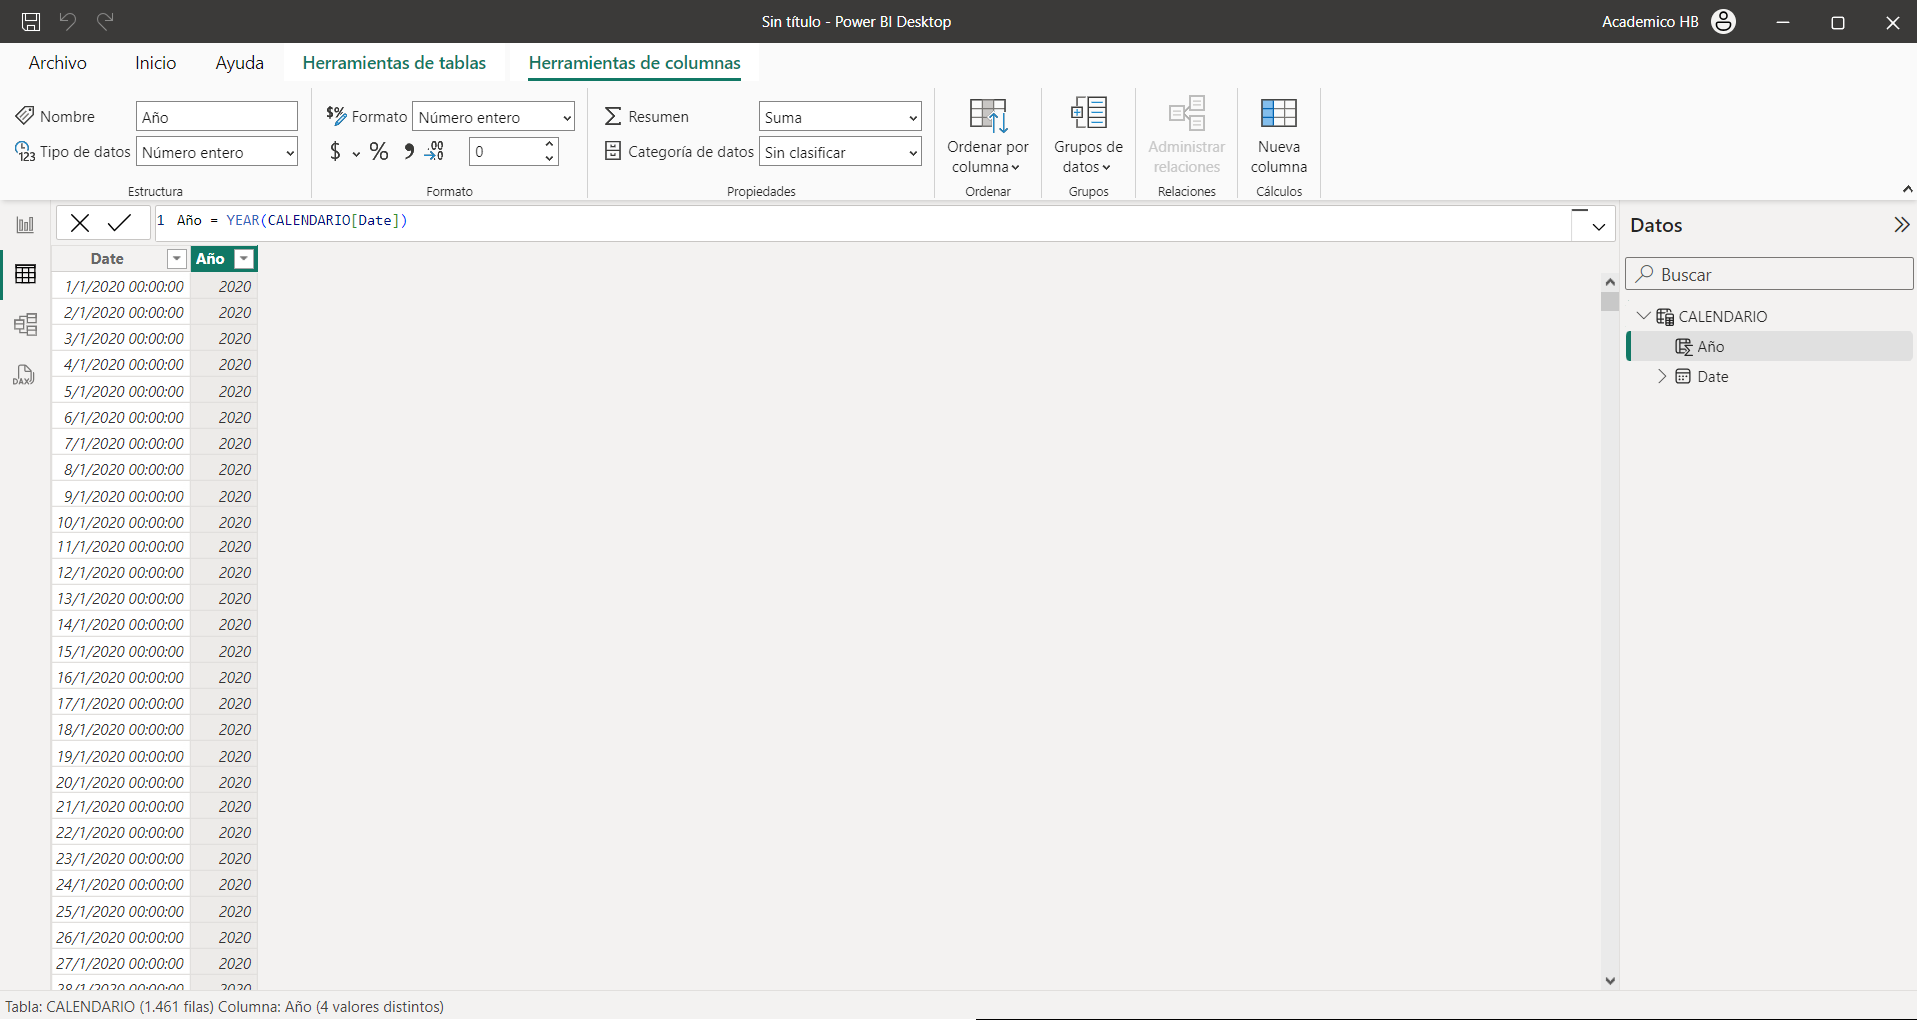 Sin título - Power BI Desktop
Academico HB
Archivo Inicio Ayuda Herramientas de tablas Herramientas de columnas
Nombre Año
Tipo de datos Número entero
Estructura
$% Formato Número entero
$ % , .00 →0 0
Formato
Resumen Suma
Categoría de datos Sin clasificar
Propiedades
Ordenar por
columna
Ordenar
Grupos de
datos
Grupos
Administrar
relaciones
Relaciones
Nueva
columna
Cálculos
1 Año = YEAR(CALENDARIO[Date])
DAX
Date Año
1/1/2020 00:00:00 2020
2/1/2020 00:00:00 2020
3/1/2020 00:00:00 2020
4/1/2020 00:00:00 2020
5/1/2020 00:00:00 2020
6/1/2020 00:00:00 2020
7/1/2020 00:00:00 2020
8/1/2020 00:00:00 2020
9/1/2020 00:00:00 2020
10/1/2020 00:00:00 2020
11/1/2020 00:00:00 2020
12/1/2020 00:00:00 2020
13/1/2020 00:00:00 2020
14/1/2020 00:00:00 2020
15/1/2020 00:00:00 2020
16/1/2020 00:00:00 2020
17/1/2020 00:00:00 2020
18/1/2020 00:00:00 2020
19/1/2020 00:00:00 2020
20/1/2020 00:00:00 2020
21/1/2020 00:00:00 2020
22/1/2020 00:00:00 2020
23/1/2020 00:00:00 2020
24/1/2020 00:00:00 2020
25/1/2020 00:00:00 2020
26/1/2020 00:00:00 2020
27/1/2020 00:00:00 2020
28/1/2020 00:00:00 2020
Datos
Buscar
CALENDARIO
Año
Date
Tabla: CALENDARIO (1.461 filas) Columna: Año (4 valores distintos)